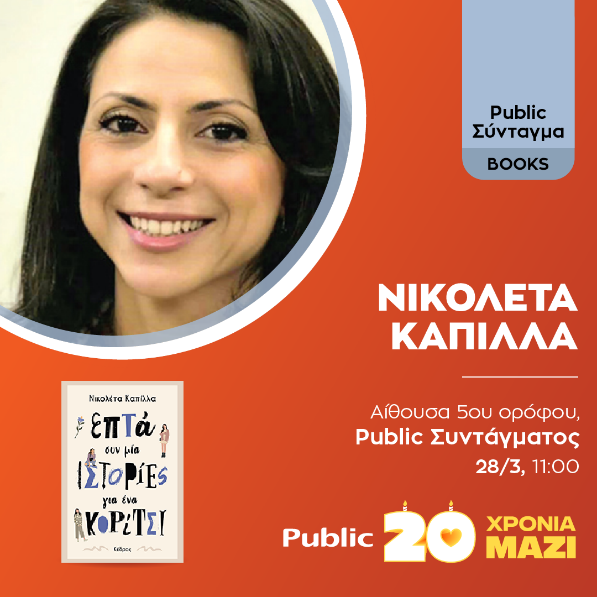 Public
Σύνταγμα
BOOKS
ΝΙΚΟΛΕΤΑ
ΚΑΠΙΛΛΑ
Αίθουσα 5ου ορόφου,
Public Συντάγματος
28/3, 11:00
Νικολέτα Καπίλλα
εΠΤά
συν μία
ΙΣΤΟΡΙΕΣ
για ένα
ΚΟΡΙΤΣΙ
Κέδρος
Public 20 ΧΡΟΝΙΑ
ΜΑΖΙ